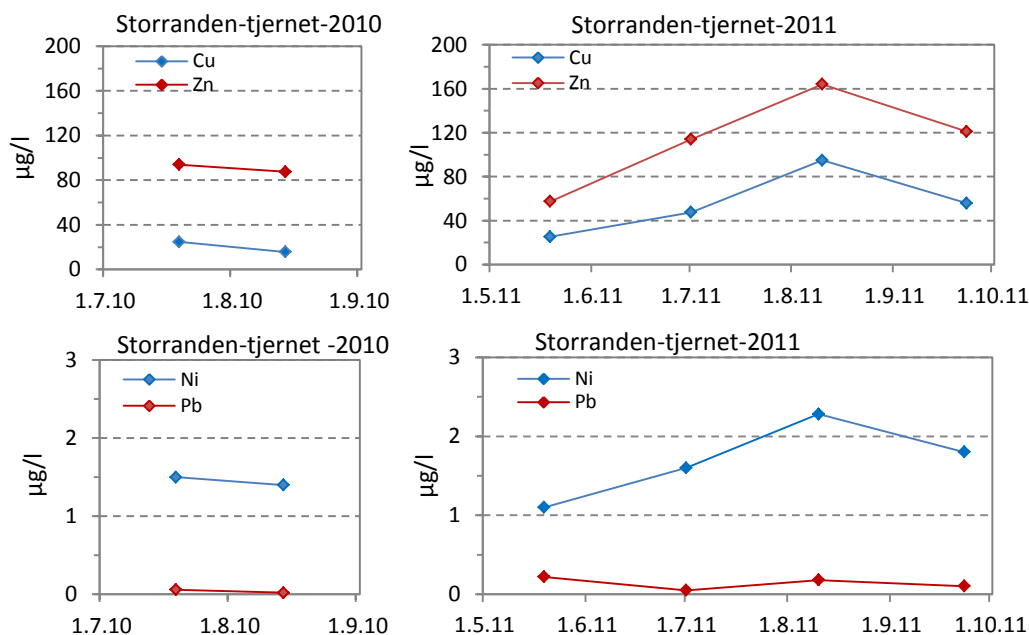 Storranden-tjernet-2010
200
160
120
80
40
0
µg/l
Cu
Zn
1.7.10 1.8.10 1.9.10
Storranden-tjernet-2011
200
160
120
80
40
0
µg/l
Cu
Zn
1.5.11 1.6.11 1.7.11 1.8.11 1.9.11 1.10.11
Storranden-tjernet -2010
3
2
1
0
µg/l
Ni
Pb
1.7.10 1.8.10 1.9.10
Storranden-tjernet-2011
3
2
1
0
µg/l
Ni
Pb
1.5.11 1.6.11 1.7.11 1.8.11 1.9.11 1.10.11